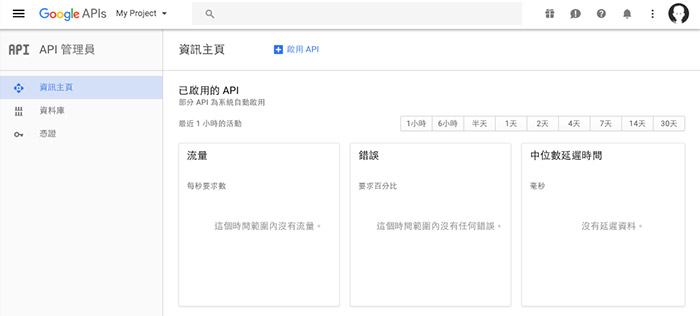 Google APIs My Project
API API 管理員
資訊主頁 啟用 API
資訊主頁
資料庫
憑證
已啟用的 API
部分 API 為系統自動啟用
最近 1 小時的活動
1小時 6小時 半天 1天 2天 4天 7天 14天 30天
流量
每秒要求數
這個時間範圍內沒有流量。
錯誤
要求百分比
這個時間範圍內沒有任何錯誤。
中位數延遲時間
毫秒
沒有延遲資料。